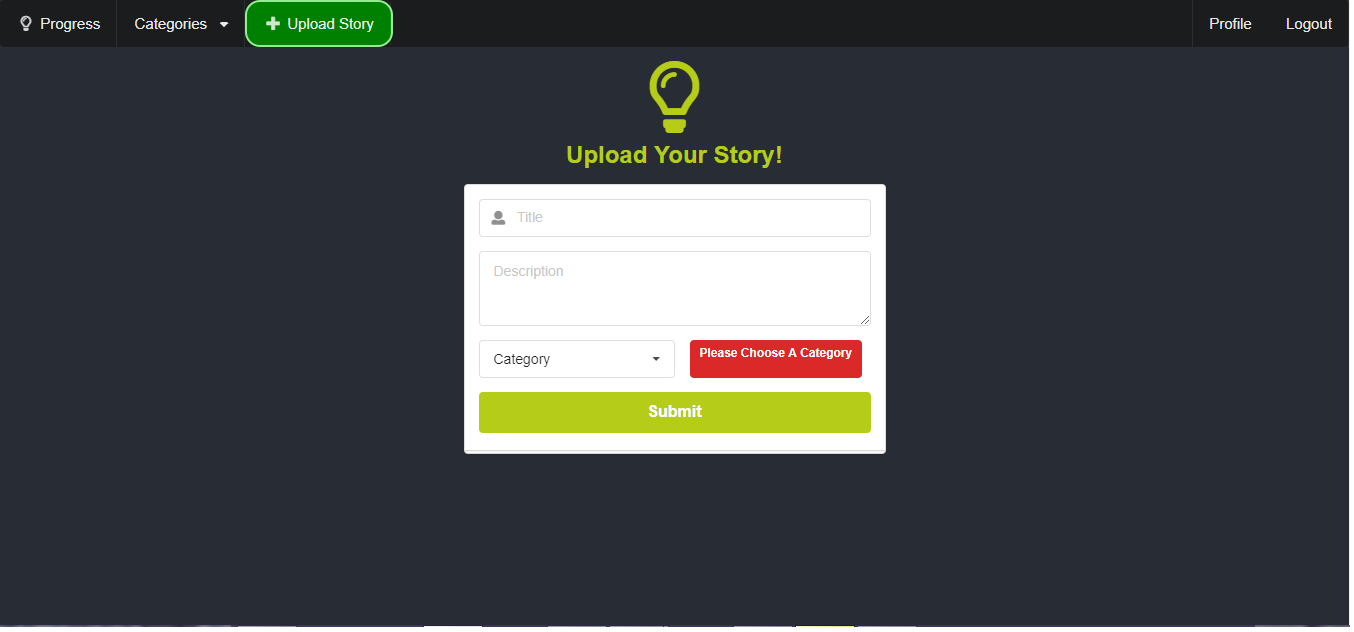 Progress Categories Upload Story Profile Logout
Upload Your Story!
Title
Description
Category Please Choose A Category
Submit